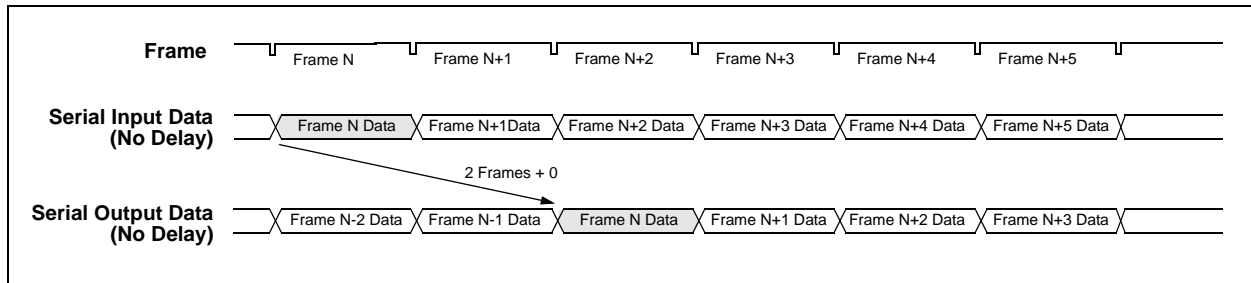 Frame
Frame N Frame N+1 Frame N+2 Frame N+3 Frame N+4 Frame N+5
Serial Input Data
(No Delay)
Frame N Data Frame N+1Data Frame N+2 Data Frame N+3 Data Frame N+4 Data Frame N+5 Data
2 Frames + 0
Serial Output Data
(No Delay)
Frame N-2 Data Frame N-1 Data Frame N Data Frame N+1 Data Frame N+2 Data Frame N+3 Data